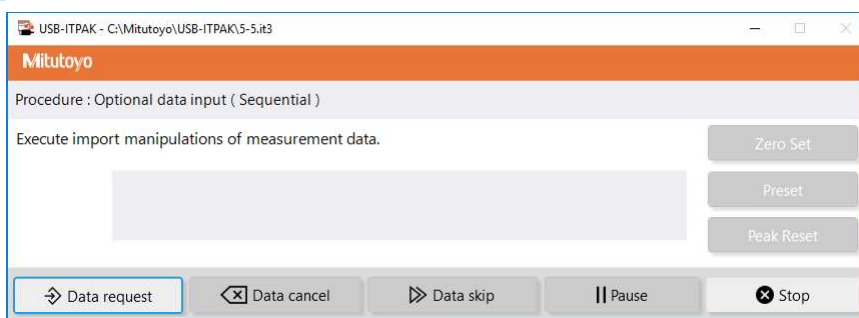 USB-ITPAK - C:\Mitutoyo\USB-ITPAK\5-5.it3
Mitutoyo
Procedure : Optional data input ( Sequential )
Execute import manipulations of measurement data.
Zero Set
Preset
Peak Reset
Data request
Data cancel
Data skip
Pause
Stop